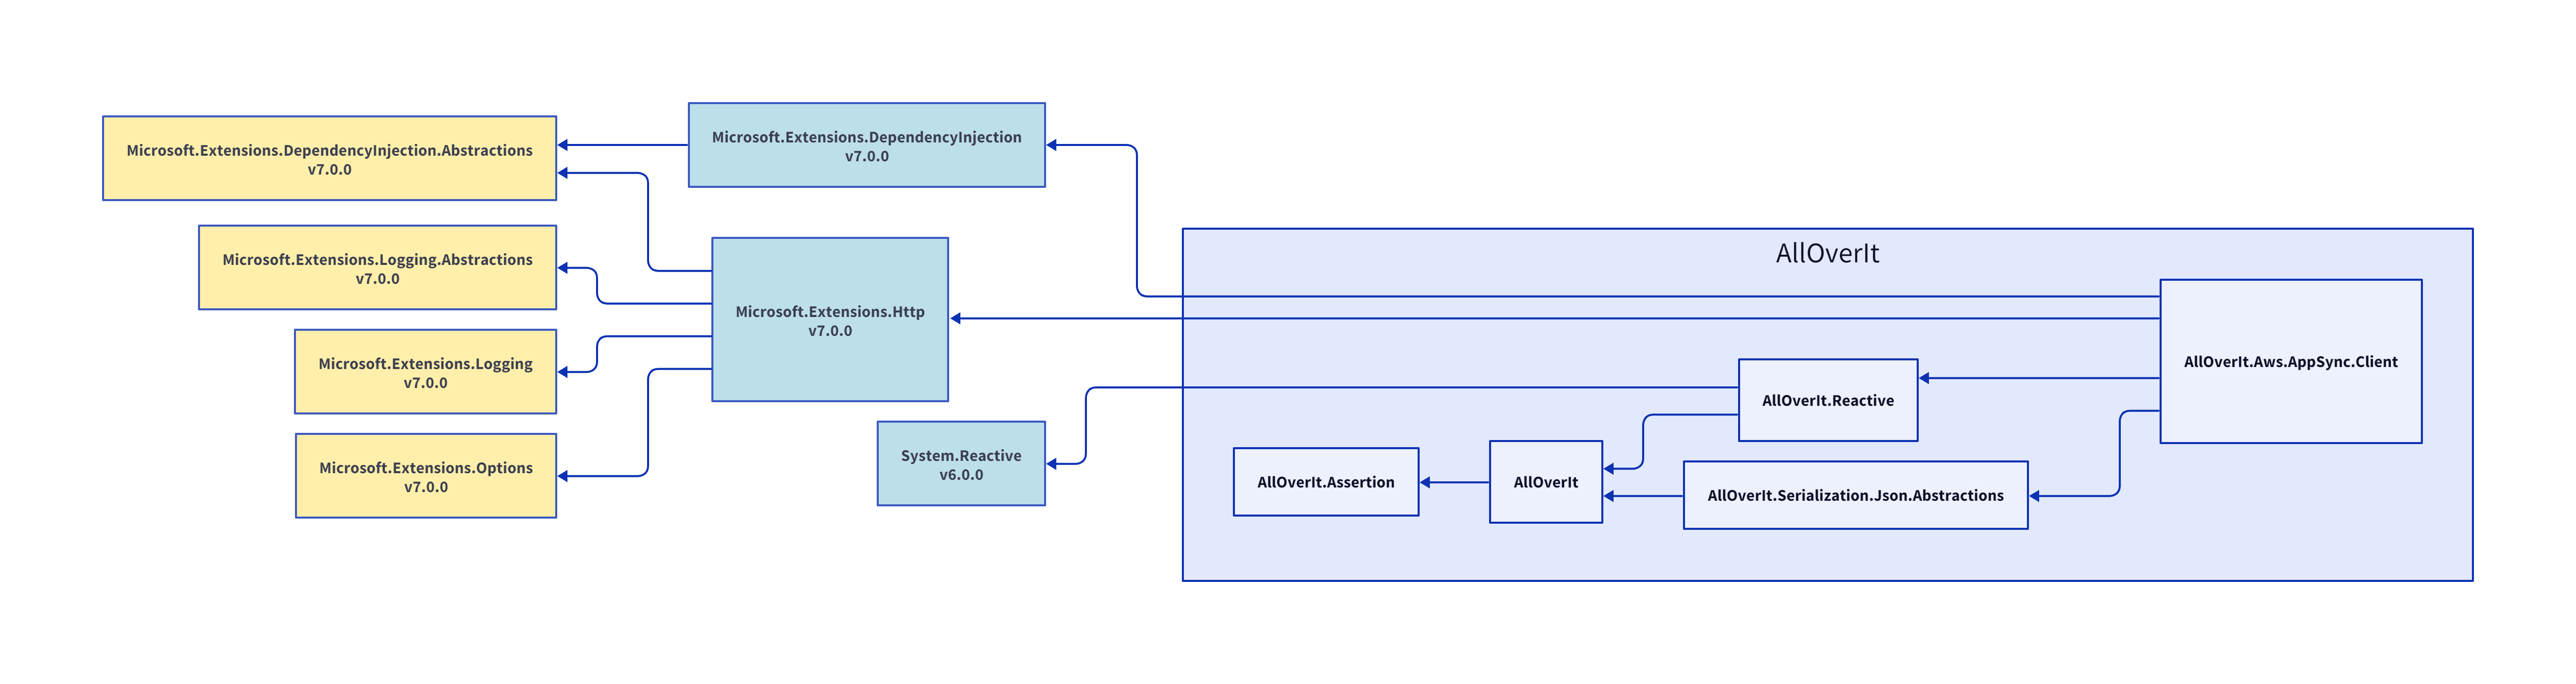 Microsoft.Extensions.DependencyInjection.Abstractions
v7.0.0
Microsoft.Extensions.DependencyInjection
v7.0.0
Microsoft.Extensions.Logging.Abstractions
v7.0.0
Microsoft.Extensions.Logging
v7.0.0
Microsoft.Extensions.Options
v7.0.0
Microsoft.Extensions.Http
v7.0.0
System.Reactive
v6.0.0
AllOverIt
AllOverIt.Assertion
AllOverIt
AllOverIt.Reactive
AllOverIt.Serialization.Json.Abstractions
AllOverIt.Aws.AppSync.Client